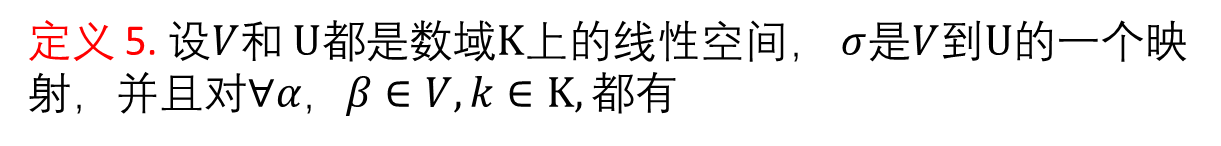 定义 5. 设V和 U都是数域K上的线性空间， σ是V到U的一个映
射， 并且对∀α， β ∈ V, k ∈ K, 都有